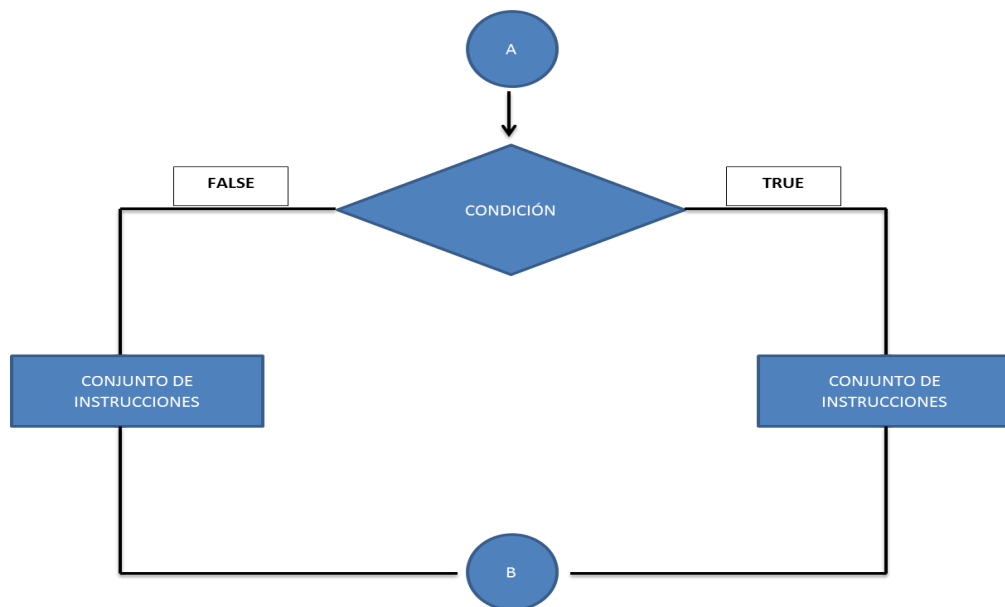 A
FALSE
TRUE
CONDICIÓN
CONJUNTO DE
INSTRUCCIONES
CONJUNTO DE
INSTRUCCIONES
B